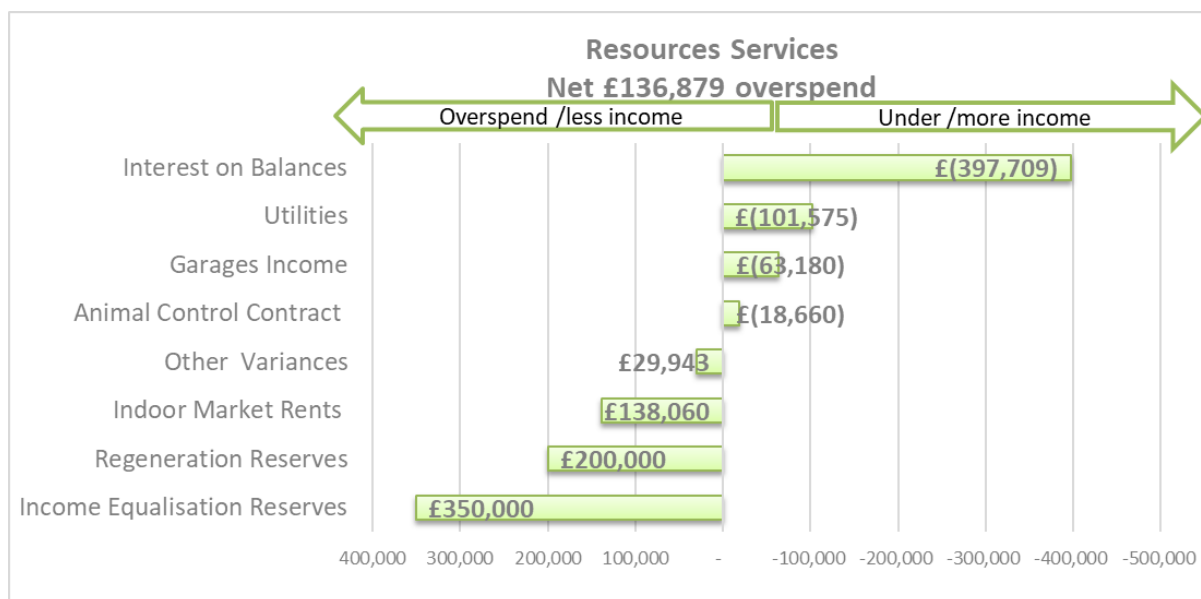 Resources Services
Net £136,879 overspend
Overspend /less income
Under /more income
Interest on Balances
£(397,709)
Utilities
£(101,575)
Garages Income
£(63,180)
Animal Control Contract
£(18,660)
Other Variances
£29,943
Indoor Market Rents
£138,060
Regeneration Reserves
£200,000
Income Equalisation Reserves
£350,000
400,000 300,000 200,000 100,000 - -100,000 -200,000 -300,000 -400,000 -500,000